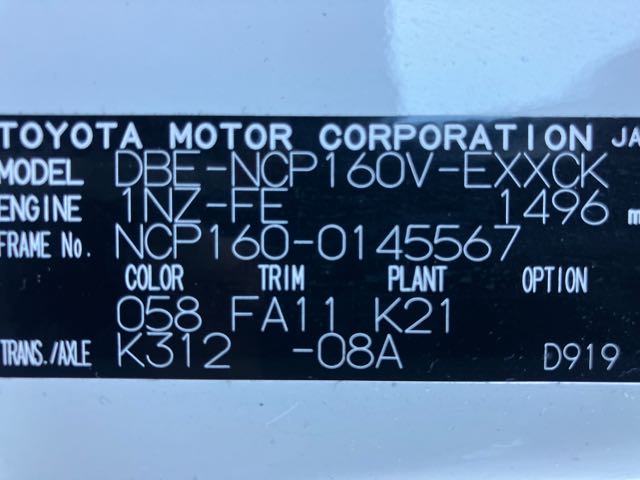 TOYOTA MOTOR CORPORATION JA
MODEL DBE-NCP160V-EXXCK
ENGINE 1NZ-FE 1496 m
FRAME No. NCP160-0145567
COLOR TRIM PLANT OPTION
058 FA11 K21
TRANS./AXLE K312 -08A D919